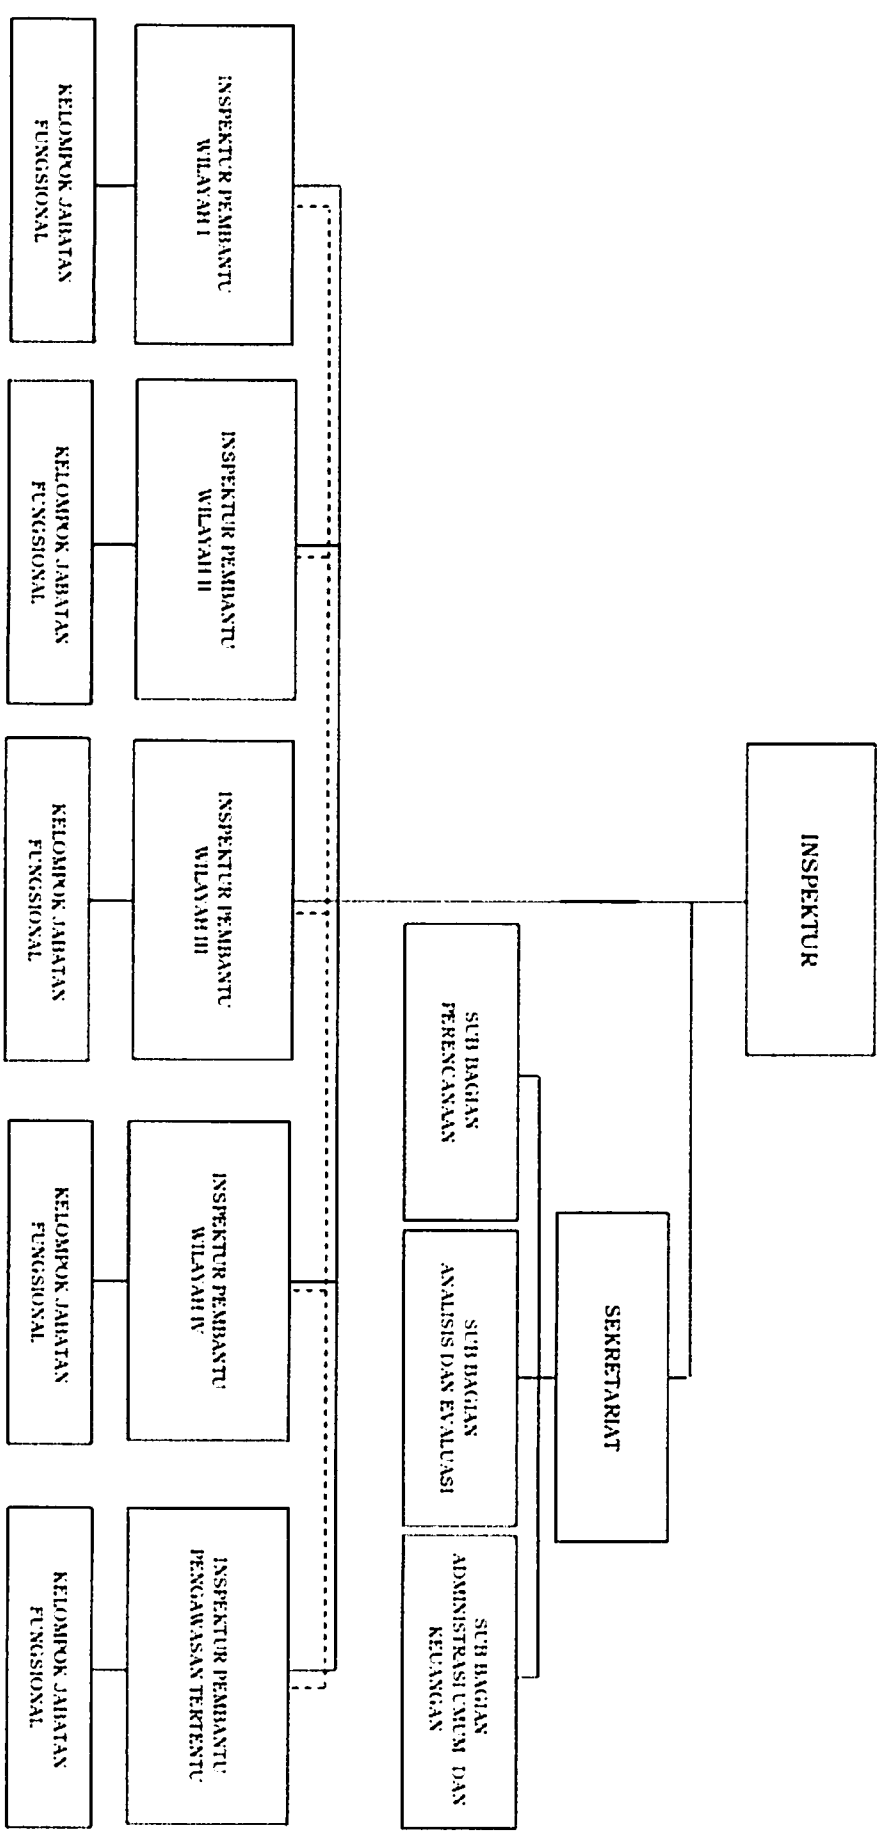 INSPEKTUR
SEKRETARIAT
SUB BAGIAN
PERENCANAAN
SUB BAGIAN
ANALISIS DAN EVALUASI
SUB BAGIAN
ADMINISTRASI UMUM DAN
KEUANGAN
INSPEKTUR PEMBANTU
WILAYAH I
INSPEKTUR PEMBANTU
WILAYAH II
INSPEKTUR PEMBANTU
WILAYAH III
INSPEKTUR PEMBANTU
WILAYAH IV
INSPEKTUR PEMBANTU
PENGAWASAN TERTENTU
KELOMPOK JABATAN
FUNGSIONAL
KELOMPOK JABATAN
FUNGSIONAL
KELOMPOK JABATAN
FUNGSIONAL
KELOMPOK JABATAN
FUNGSIONAL
KELOMPOK JABATAN
FUNGSIONAL